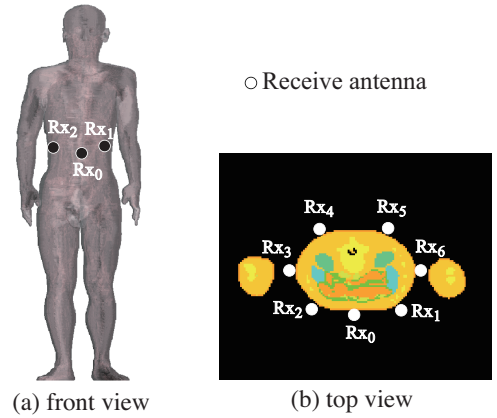 Receive antenna
Rx2
Rx1
Rx0
Rx4
Rx5
Rx3
Rx6
Rx2
Rx1
Rx0
(a) front view
(b) top view